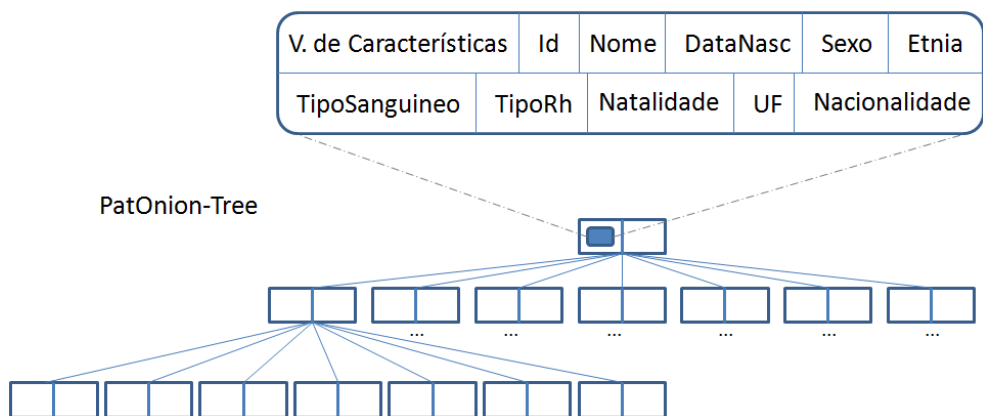 V. de Características Id Nome DataNasc Sexo Etnia
TipoSanguineo TipoRh Natalidade UF Nacionalidade
PatOnion-Tree
... ... ... ... ... ... ...